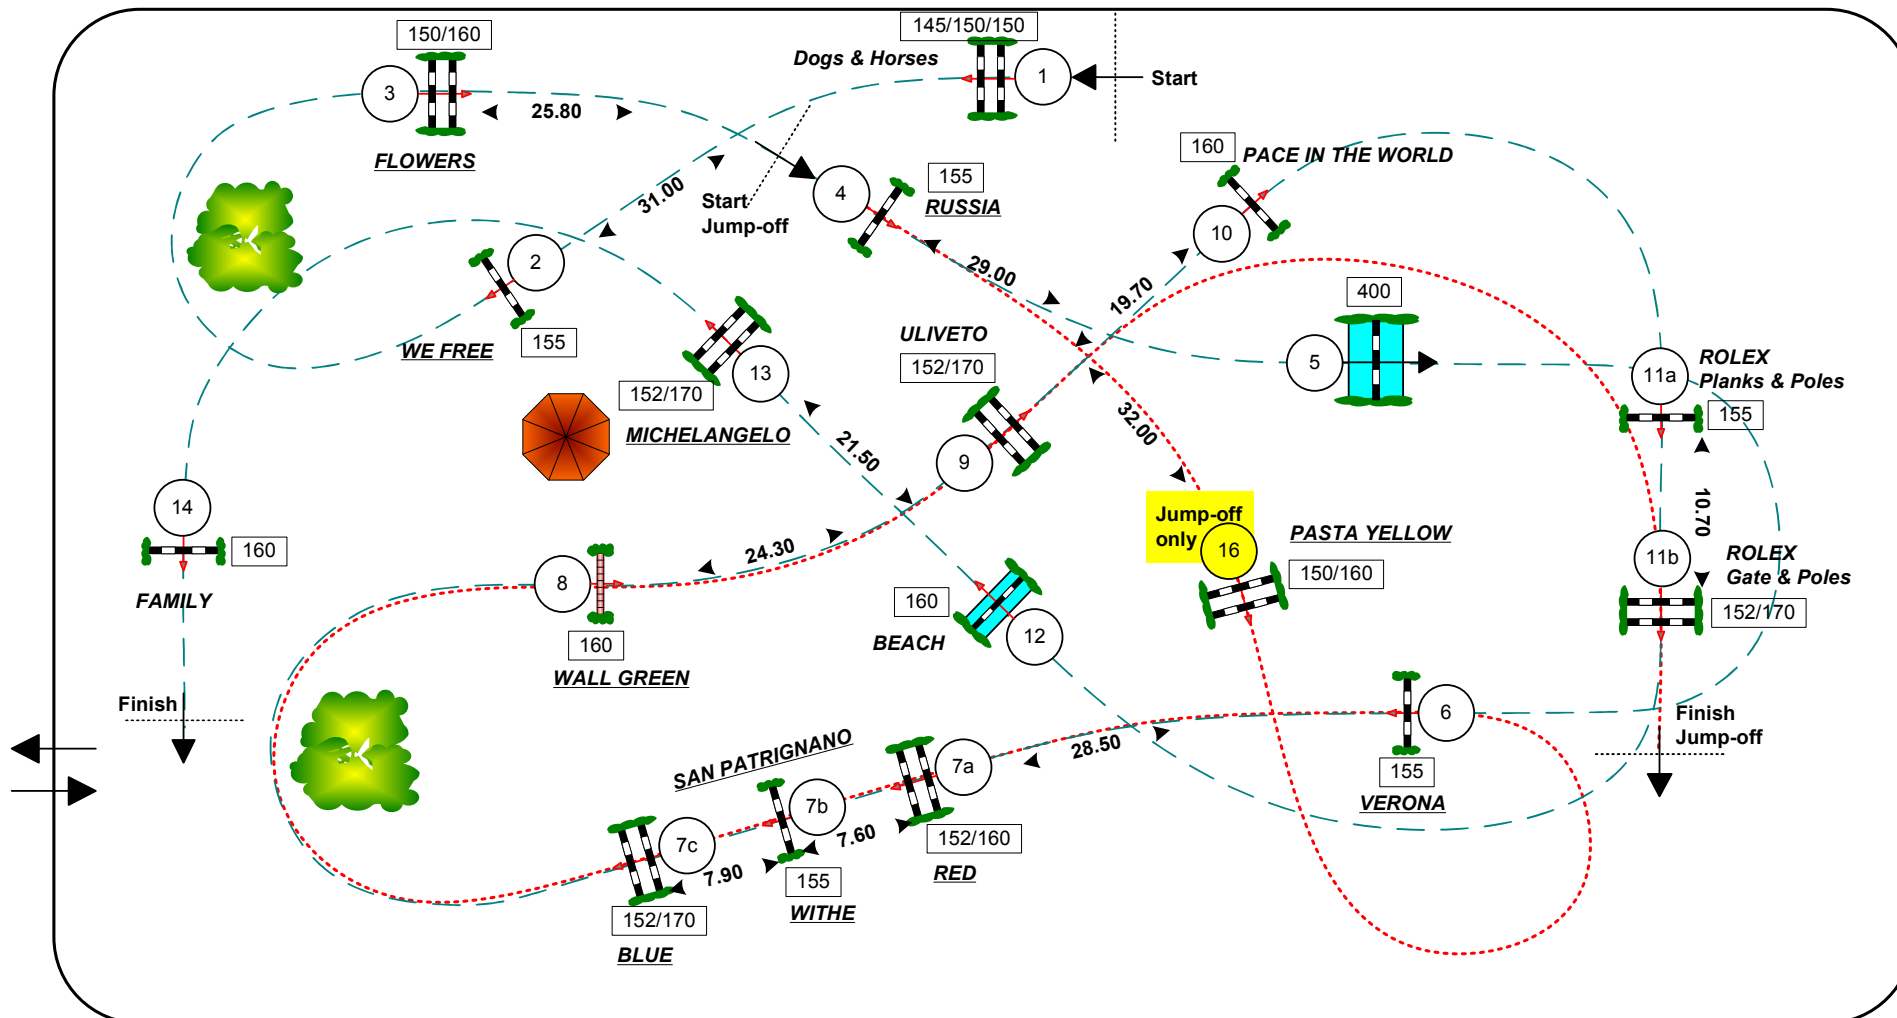 150/160
3
25.80
FLOWERS
Dogs & Horses
145/150/150
1
Start
31.00
Start
Jump-off
4
155
RUSSIA
160
PACE IN THE WORLD
10
2
WE FREE
155
29.00
19.70
400
5
ULIVETO
152/170
9
32.00
11a
ROLEX
Planks & Poles
155
10.70
13
152/170
MICHELANGELO
21.50
14
160
FAMILY
Jump-off
only
16
PASTA YELLOW
150/160
11b
ROLEX
Gate & Poles
152/170
8
24.30
160
WALL GREEN
160
BEACH
12
Finish
6
155
VERONA
Finish
Jump-off
28.50
SAN PATRIGNANO
7a
7b
7c
7.60
7.90
152/160
RED
155
WITHE
152/170
BLUE